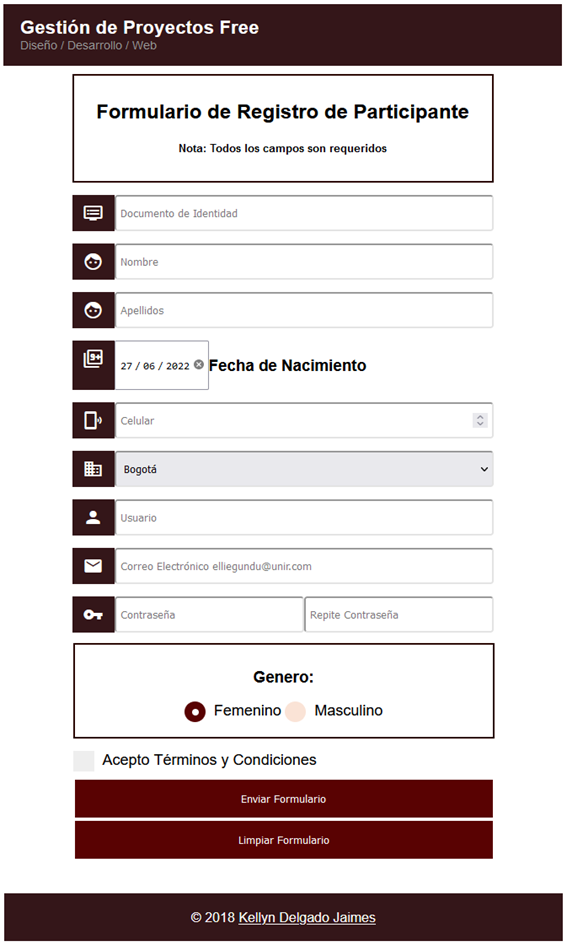 Gestión de Proyectos Free
Diseño / Desarrollo / Web
Formulario de Registro de Participante
Nota: Todos los campos son requeridos
Documento de Identidad
Nombre
Apellidos
9+
27 / 06 / 2022 Fecha de Nacimiento
Celular
Bogotá
Usuario
Correo Electrónico elliegundu@unir.com
Contraseña Repite Contraseña
Genero:
Femenino Masculino
Acepto Términos y Condiciones
Enviar Formulario
Limpiar Formulario
© 2018 Kellyn Delgado Jaimes